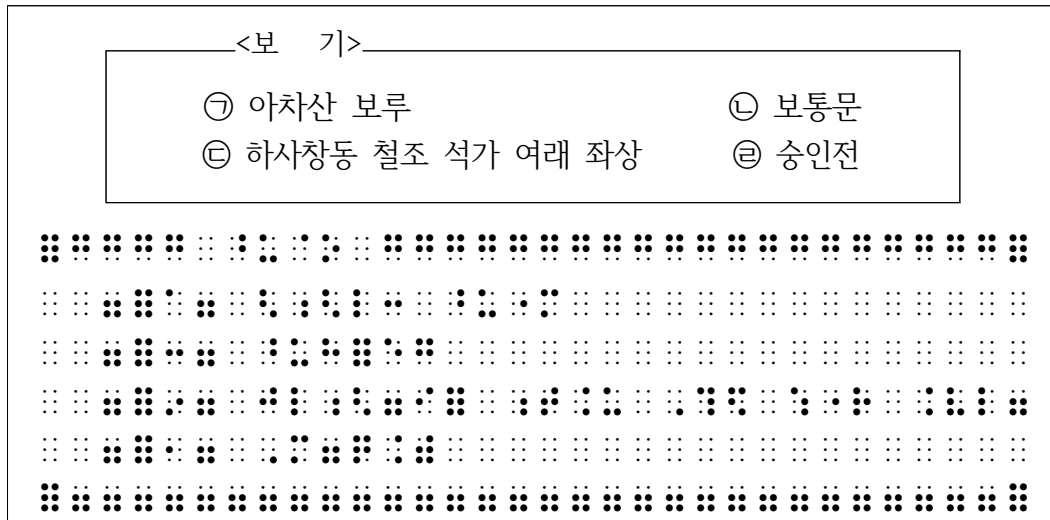 <보 기>
㉠ 아차산 보루 ㉡ 보통문
㉢ 하사창동 철조 석가 여래 좌상 ㉣ 숭인전
⠿⠛⠛⠛⠛⠀⠘⠥⠈⠕⠀⠛⠛⠛⠛⠛⠛⠛⠛⠛⠛⠛⠛⠛⠛⠛⠛⠛⠛⠛⠛⠿
⠀⠀⠶⠿⠁⠶⠀⠣⠰⠣⠇⠒⠀⠘⠥⠐⠍
⠀⠀⠶⠿⠒⠶⠀⠘⠥⠓⠿⠑⠛
⠀⠀⠶⠿⠔⠶⠀⠚⠇⠰⠣⠶⠊⠿⠀⠰⠞⠨⠥⠀⠠⠹⠫⠀⠱⠐⠗⠀⠨⠧⠇⠶
⠀⠀⠶⠿⠂⠶⠀⠠⠍⠶⠟⠨⠾
⠿⠶⠶⠶⠶⠶⠶⠶⠶⠶⠶⠶⠶⠶⠶⠶⠶⠶⠶⠶⠶⠶⠶⠶⠶⠶⠶⠶⠶⠶⠶⠿